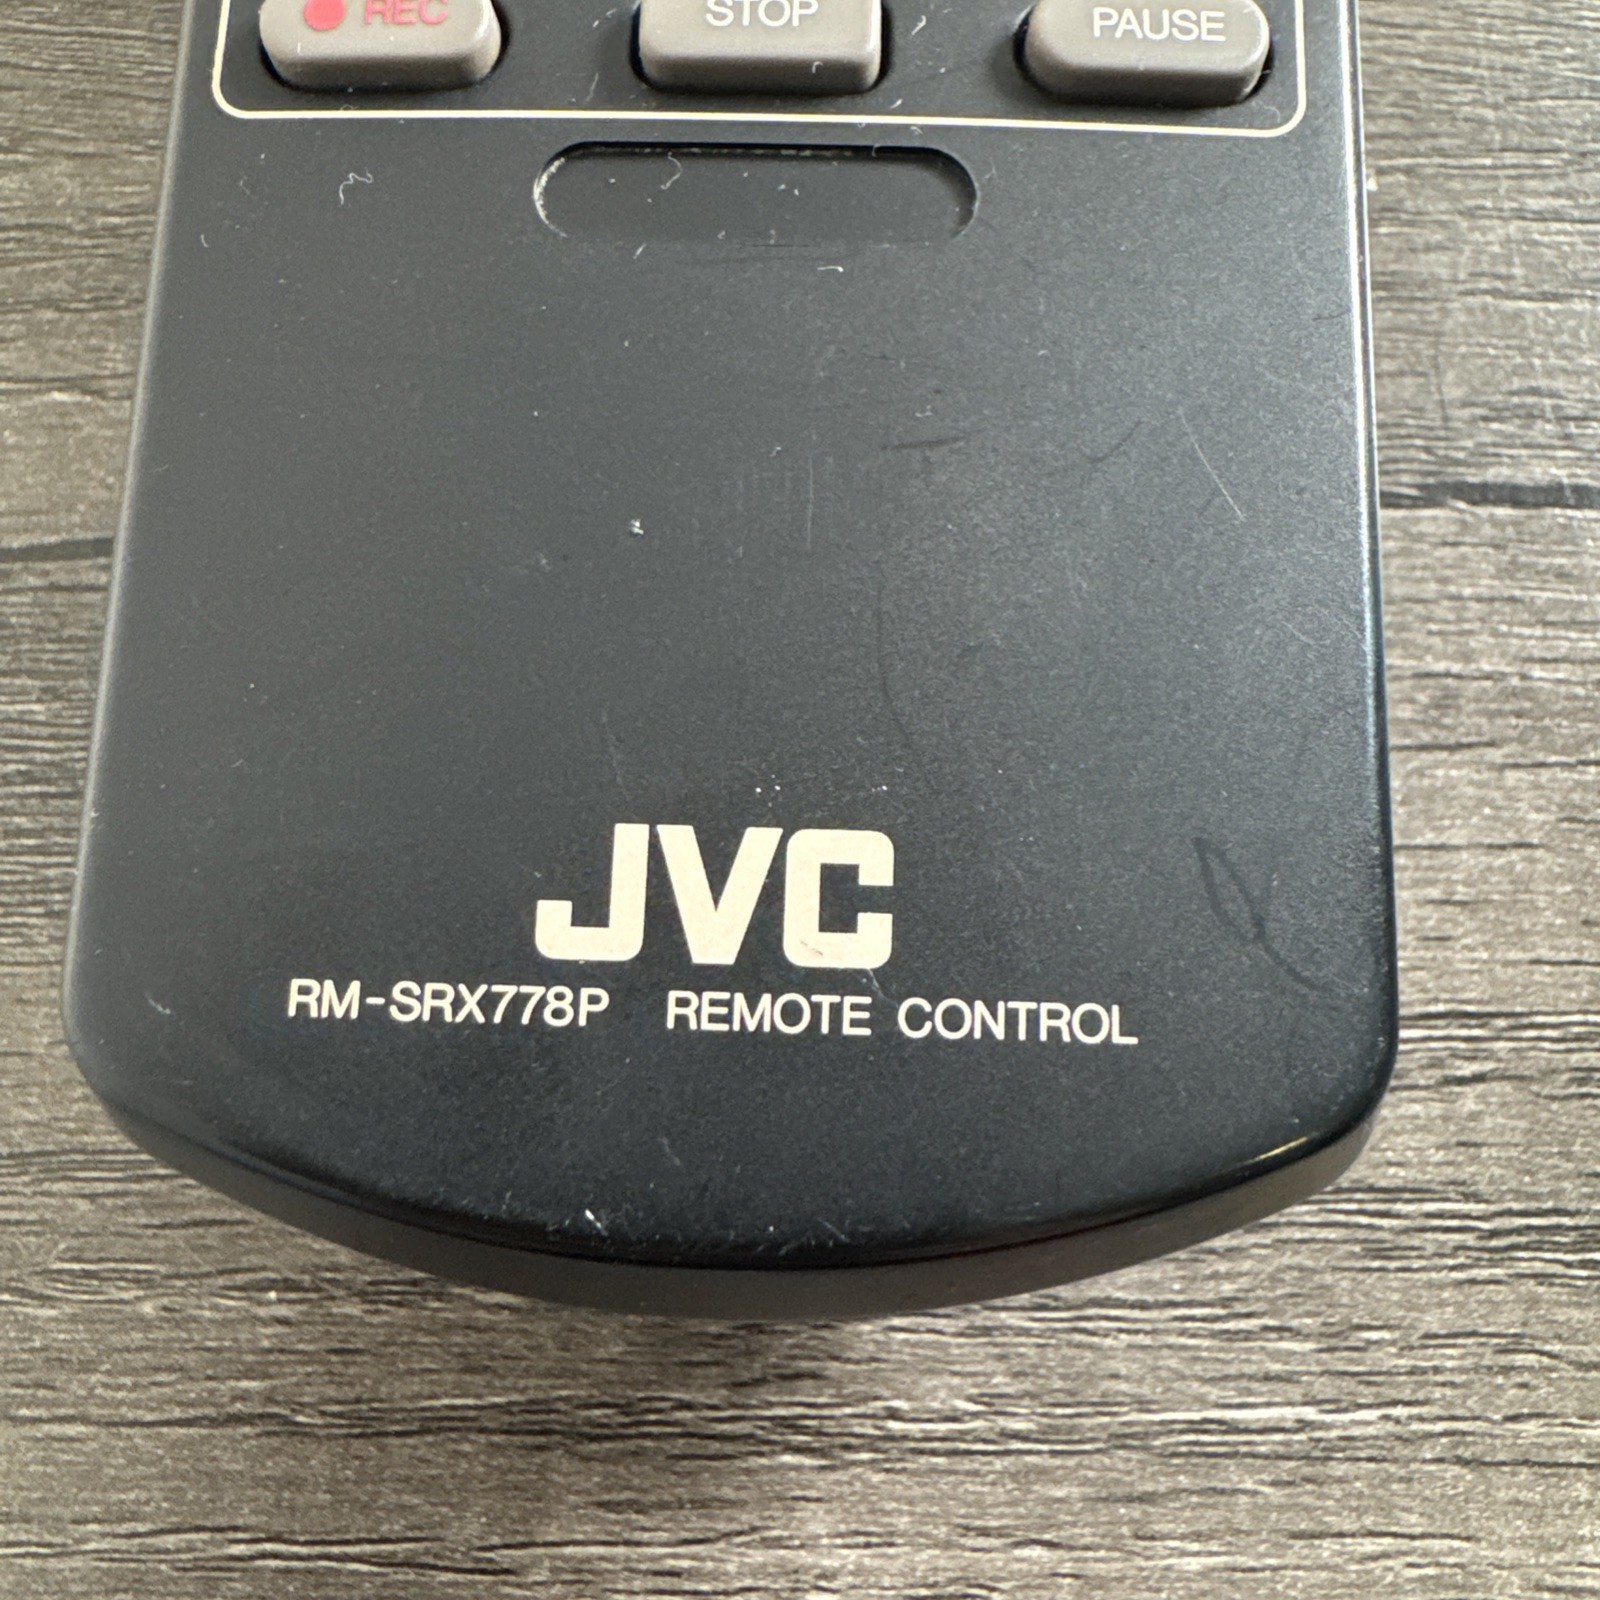 REC STOP PAUSE
JVC
RM-SRX778P REMOTE CONTROL